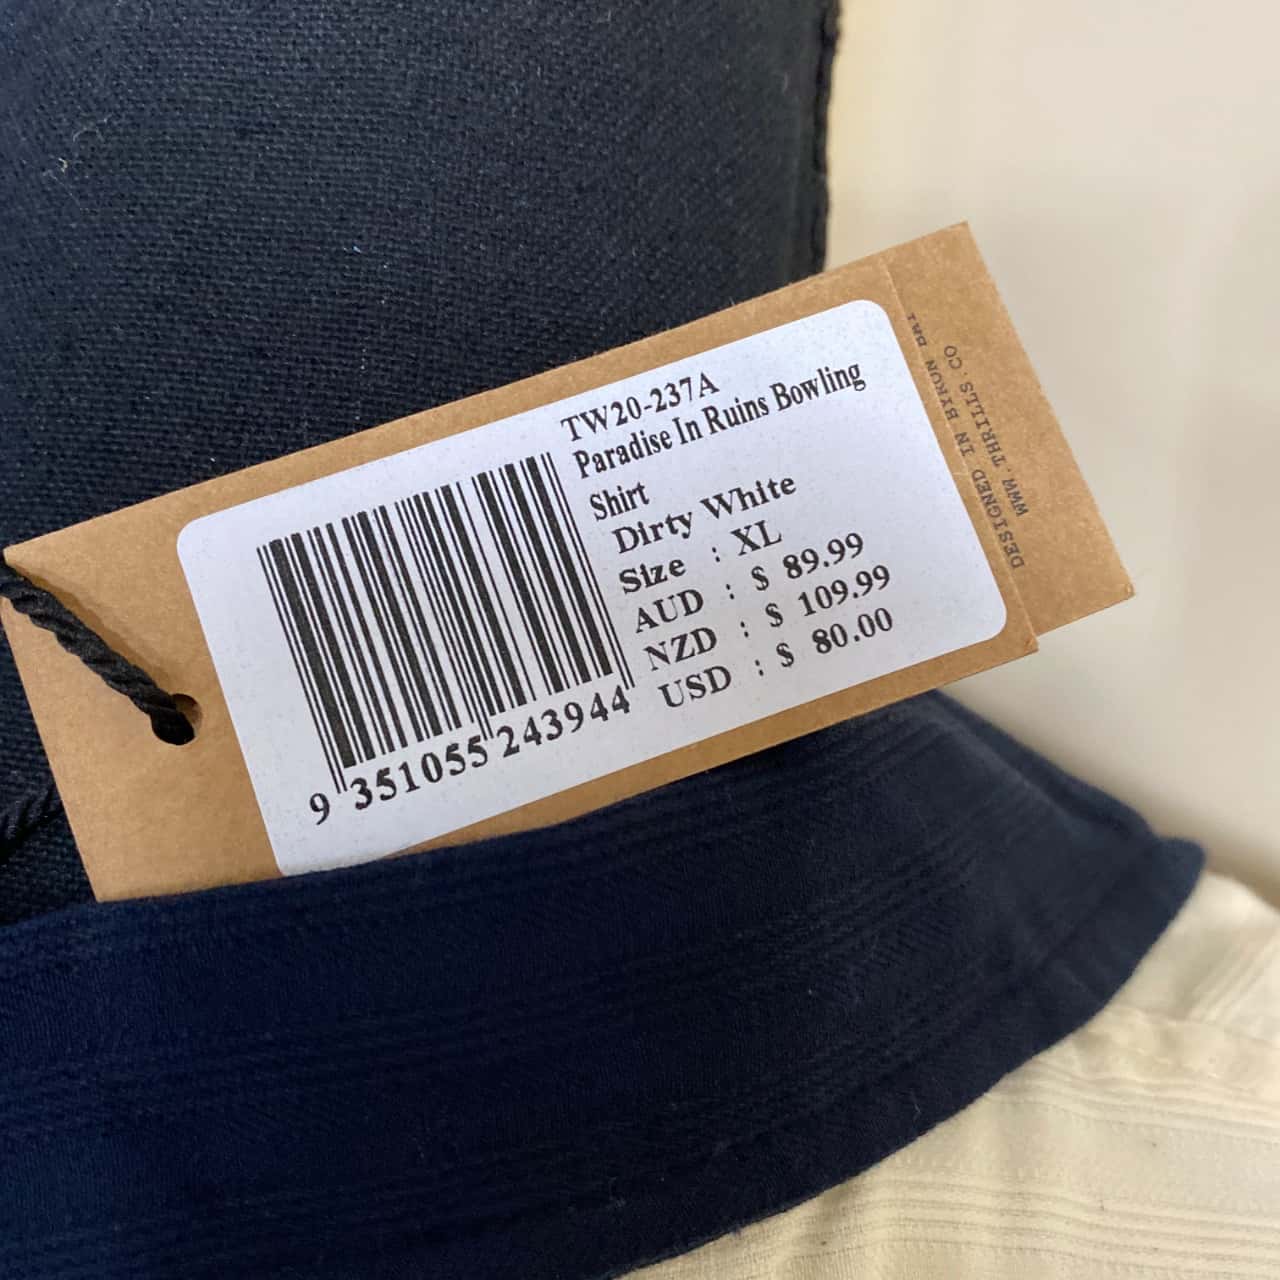 TW20-237A
Paradise In Ruins Bowling
Shirt
Dirty White
Size : XL
AUD : $ 89.99
NZD : $ 109.99
USD : $ 80.00
9 351055 243944
DESIGNED IN BYRON
WWW.THRILLS.CO